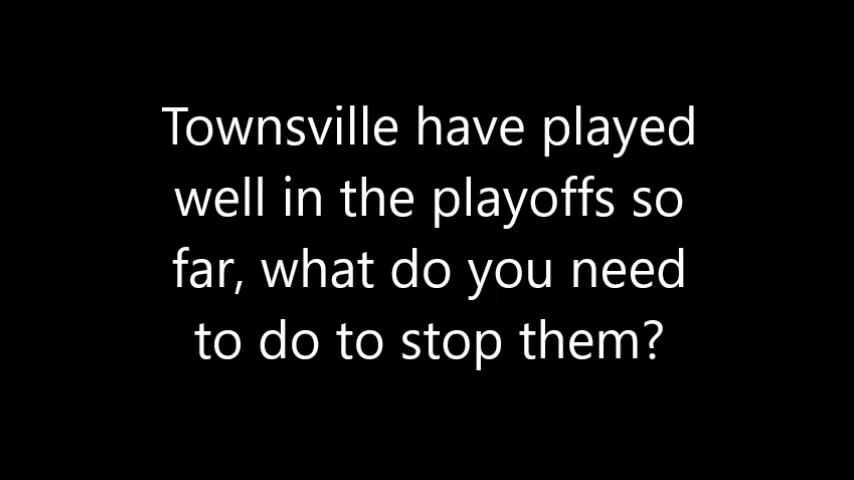 Townsville have played
well in the playoffs so
far, what do you need
to do to stop them?